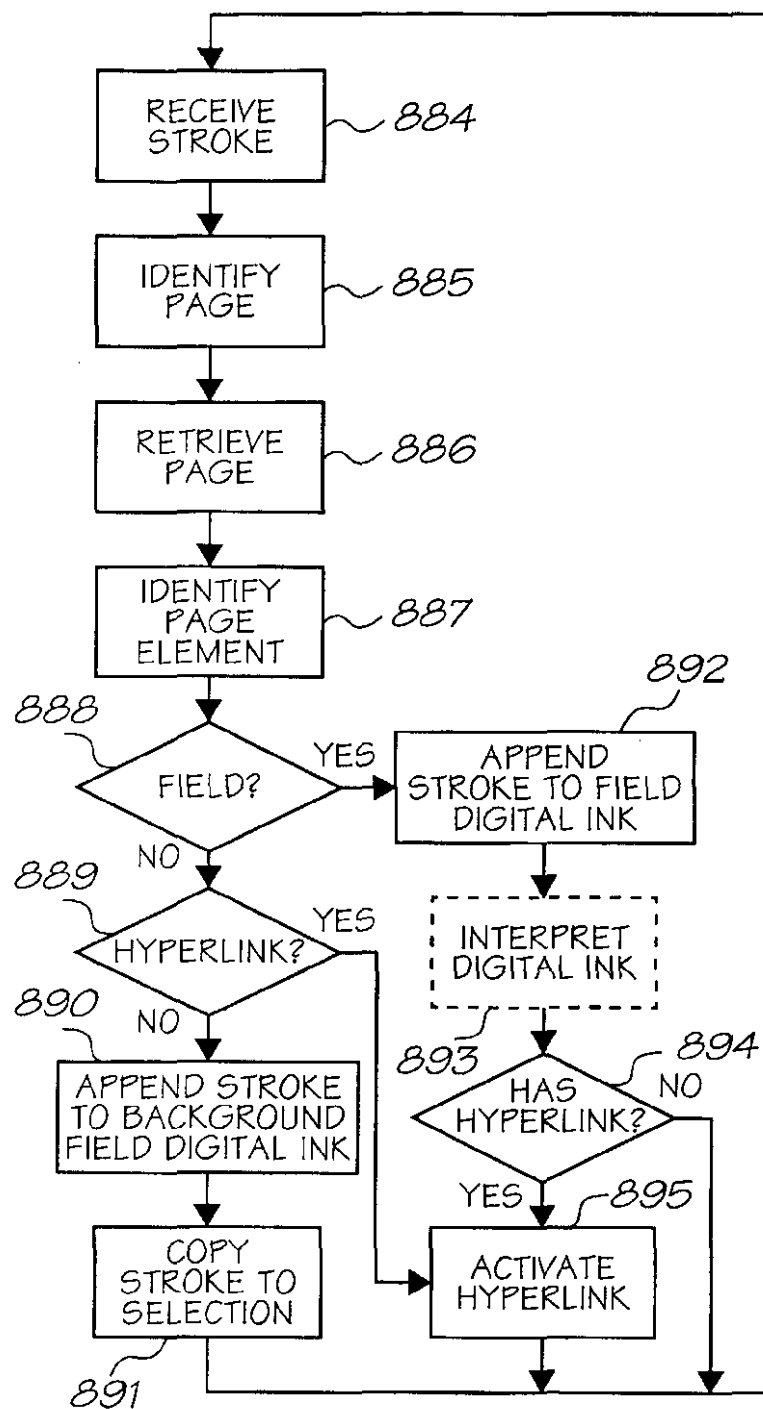 RECEIVE
STROKE
884
IDENTIFY
PAGE
885
RETRIEVE
PAGE
886
IDENTIFY
PAGE
ELEMENT
887
888
FIELD?
YES
NO
892
APPEND
STROKE TO FIELD
DIGITAL INK
889
HYPERLINK?
YES
NO
INTERPRET
DIGITAL INK
893
890
APPEND STROKE
TO BACKGROUND
FIELD DIGITAL INK
894
HAS
HYPERLINK?
NO
YES
895
COPY
STROKE TO
SELECTION
891
ACTIVATE
HYPERLINK